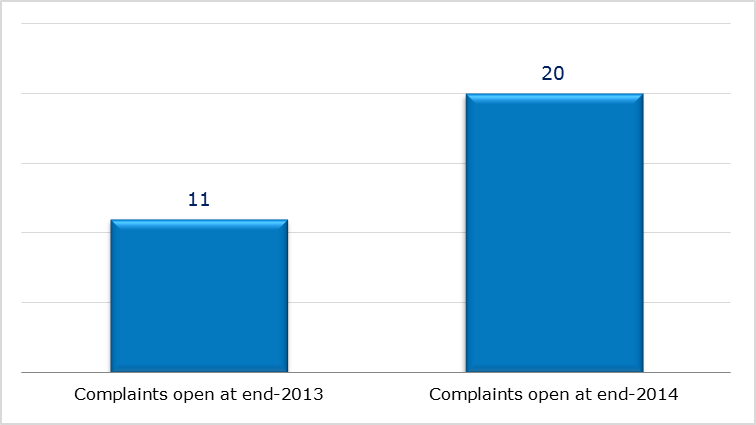 20
11
Complaints open at end-2013
Complaints open at end-2014